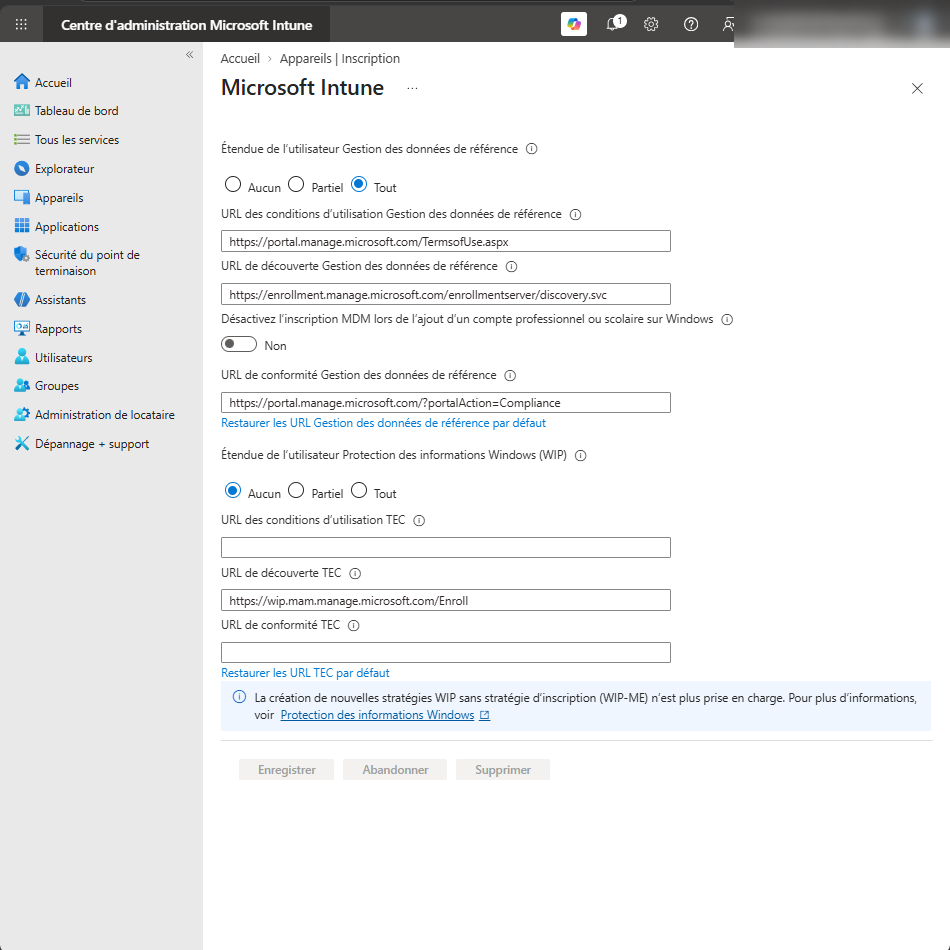 Centre d'administration Microsoft Intune
1
«
Accueil
Tableau de bord
Tous les services
Explorateur
Appareils
Applications
Sécurité du point de
terminaison
Assistants
Rapports
Utilisateurs
Groupes
Administration de locataire
Dépannage + support
Accueil > Appareils | Inscription
Microsoft Intune ...
Étendue de l’utilisateur Gestion des données de référence
Aucun Partiel Tout
URL des conditions d’utilisation Gestion des données de référence
https://portal.manage.microsoft.com/TermsofUse.aspx
URL de découverte Gestion des données de référence
https://enrollment.manage.microsoft.com/enrollmentserver/discovery.svc
Désactivez l’inscription MDM lors de l’ajout d’un compte professionnel ou scolaire sur Windows
Non
URL de conformité Gestion des données de référence
https://portal.manage.microsoft.com/?portalAction=Compliance
Restaurer les URL Gestion des données de référence par défaut
Étendue de l’utilisateur Protection des informations Windows (WIP)
Aucun Partiel Tout
URL des conditions d’utilisation TEC
URL de découverte TEC
https://wip.mam.manage.microsoft.com/Enroll
URL de conformité TEC
Restaurer les URL TEC par défaut
La création de nouvelles stratégies WIP sans stratégie d’inscription (WIP-ME) n’est plus prise en charge. Pour plus d’informations,
voir Protection des informations Windows
Enregistrer Abandonner Supprimer